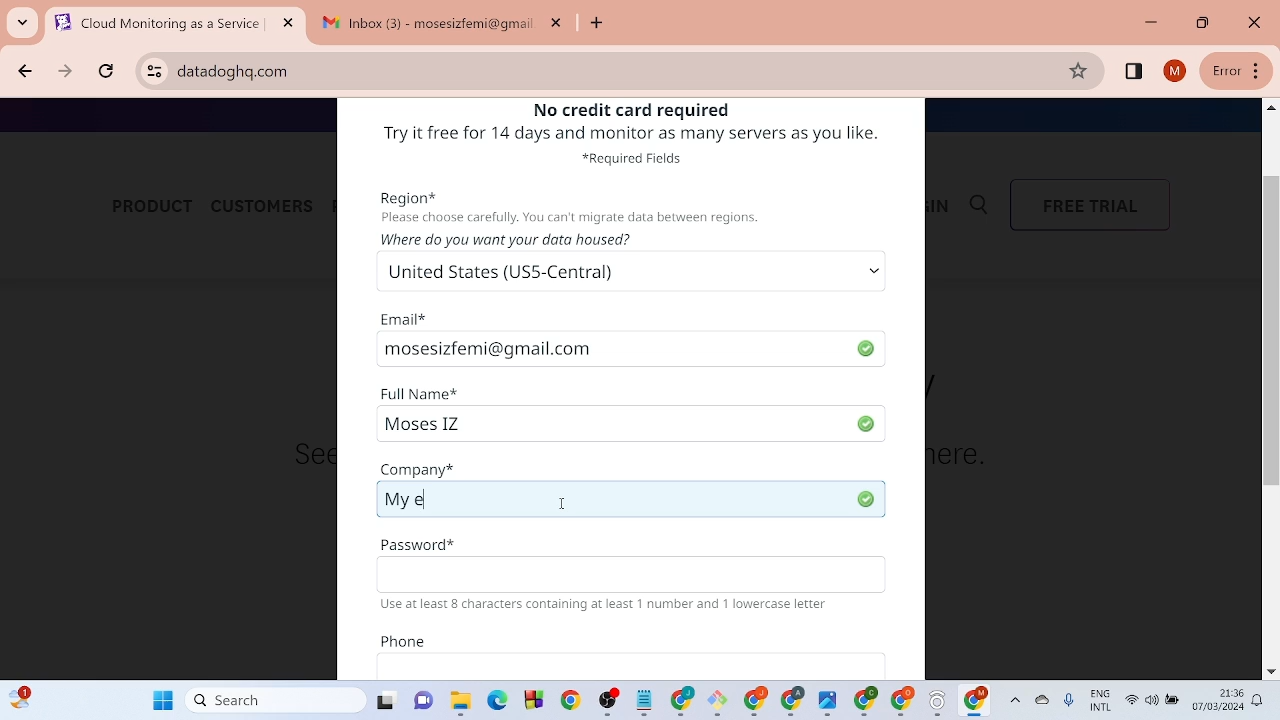 Cloud Monitoring as a Service
Inbox (3) - mosesizfemi@gmail.
datadoghq.com
M
Error
No credit card required
Try it free for 14 days and monitor as many servers as you like.
*Required Fields
PRODUCT CUSTOMERS
FREE TRIAL
Region*
Please choose carefully. You can't migrate data between regions.
Where do you want your data housed?
United States (US5-Central)
Email*
mosesizfemi@gmail.com
Full Name*
Moses IZ
See
here.
Company*
My e
Password*
Use at least 8 characters containing at least 1 number and 1 lowercase letter
Phone
1
Search
ENG
INTL
21:36
07/03/2024